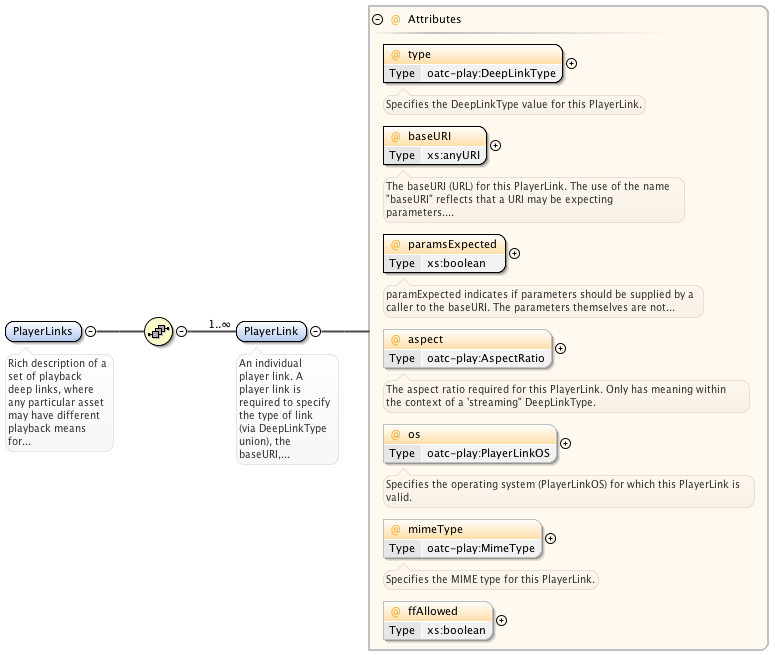 PlayerLinks
Rich description of a
set of playback
deep links, where
any particular asset
may have different
playback means
for...
1..∞
PlayerLink
An individual
player link. A
player link is
required to specify
the type of link
(via DeepLinkType
union), the
baseURI,...
@ Attributes
@ type
Type oatc-play:DeepLinkType
Specifies the DeepLinkType value for this PlayerLink.
@ baseURI
Type xs:anyURI
The baseURI (URL) for this PlayerLink. The use of the name
"baseURI" reflects that a URI may be expecting
parameters....
@ paramsExpected
Type xs:boolean
paramExpected indicates if parameters should be supplied by a
caller to the baseURI. The parameters themselves are not...
@ aspect
Type oatc-play:AspectRatio
The aspect ratio required for this PlayerLink. Only has meaning within
the context of a 'streaming" DeepLinkType.
@ os
Type oatc-play:PlayerLinkOS
Specifies the operating system (PlayerLinkOS) for which this PlayerLink is
valid.
@ mimeType
Type oatc-play:MimeType
Specifies the MIME type for this PlayerLink.
@ ffAllowed
Type xs:boolean